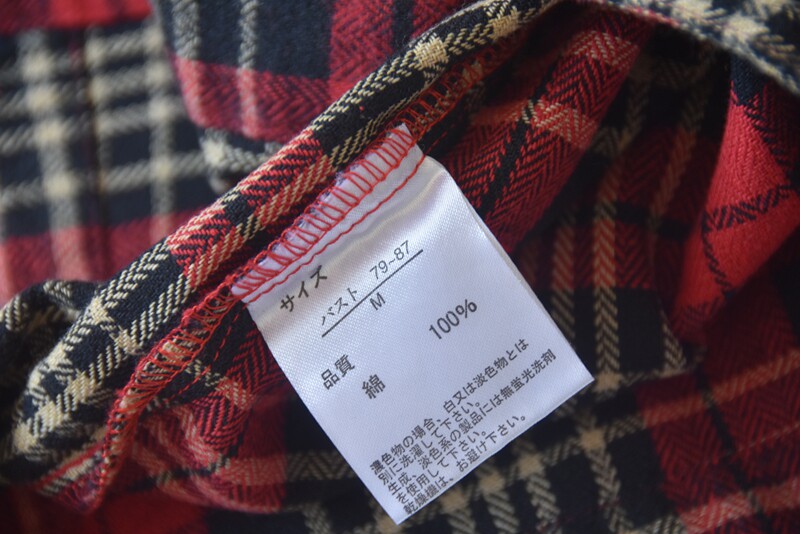 サイズ
バスト 79~87
M
品質
綿 100%
濃色物の場合、白又は淡色物とは
別に洗濯して下さい。
生成、淡色系の製品には無蛍光洗剤
を使用して下さい。
乾燥機は、お避け下さい。